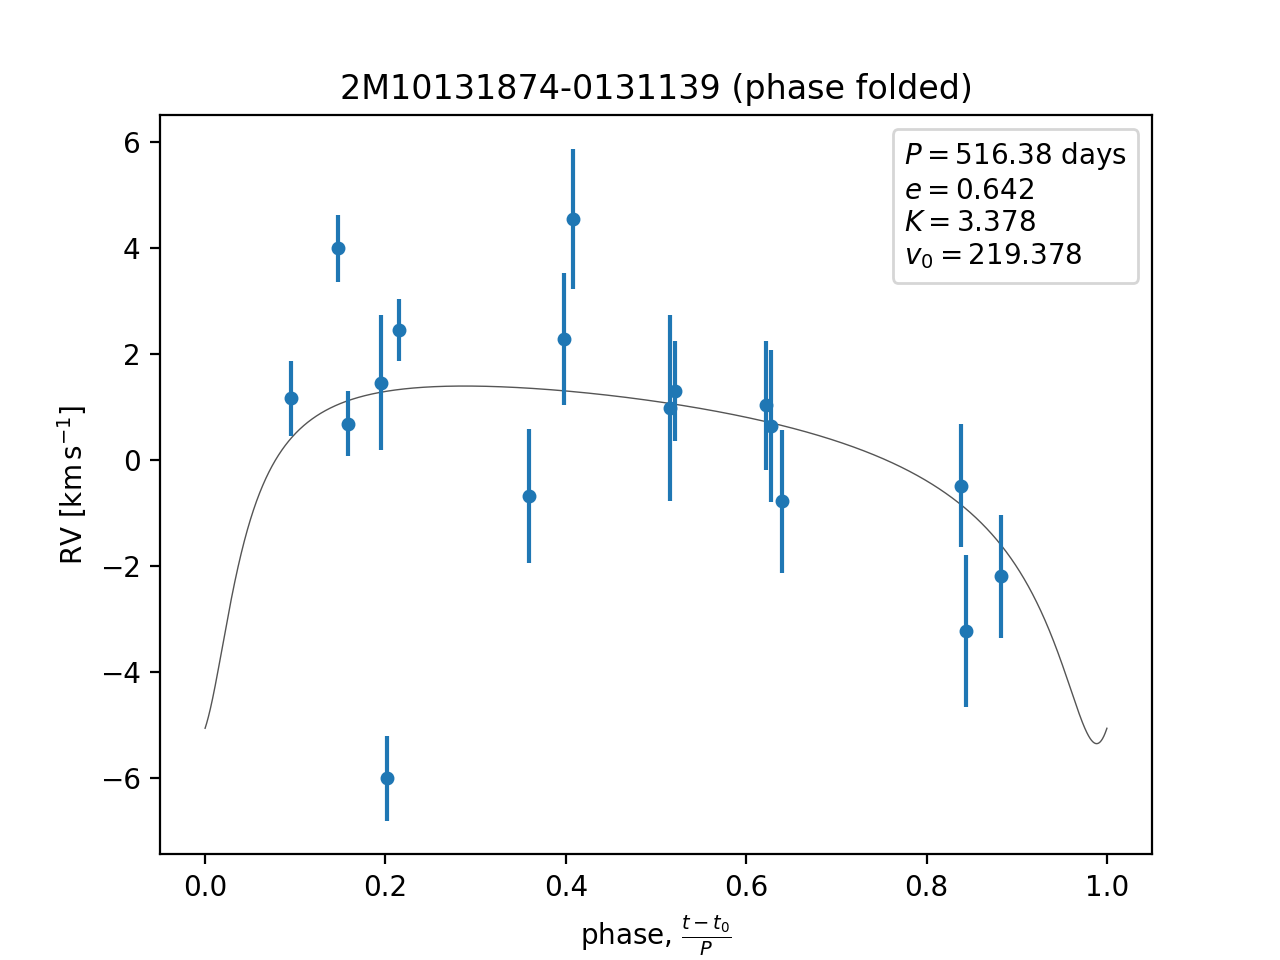 2M10131874-0131139 (phase folded)
P = 516.38 days
e = 0.642
K = 3.378
v₀ = 219.378
6
4
2
0
−2
−4
−6
RV [km s⁻¹]
0.0 0.2 0.4 0.6 0.8 1.0
phase, (t − t₀)/P